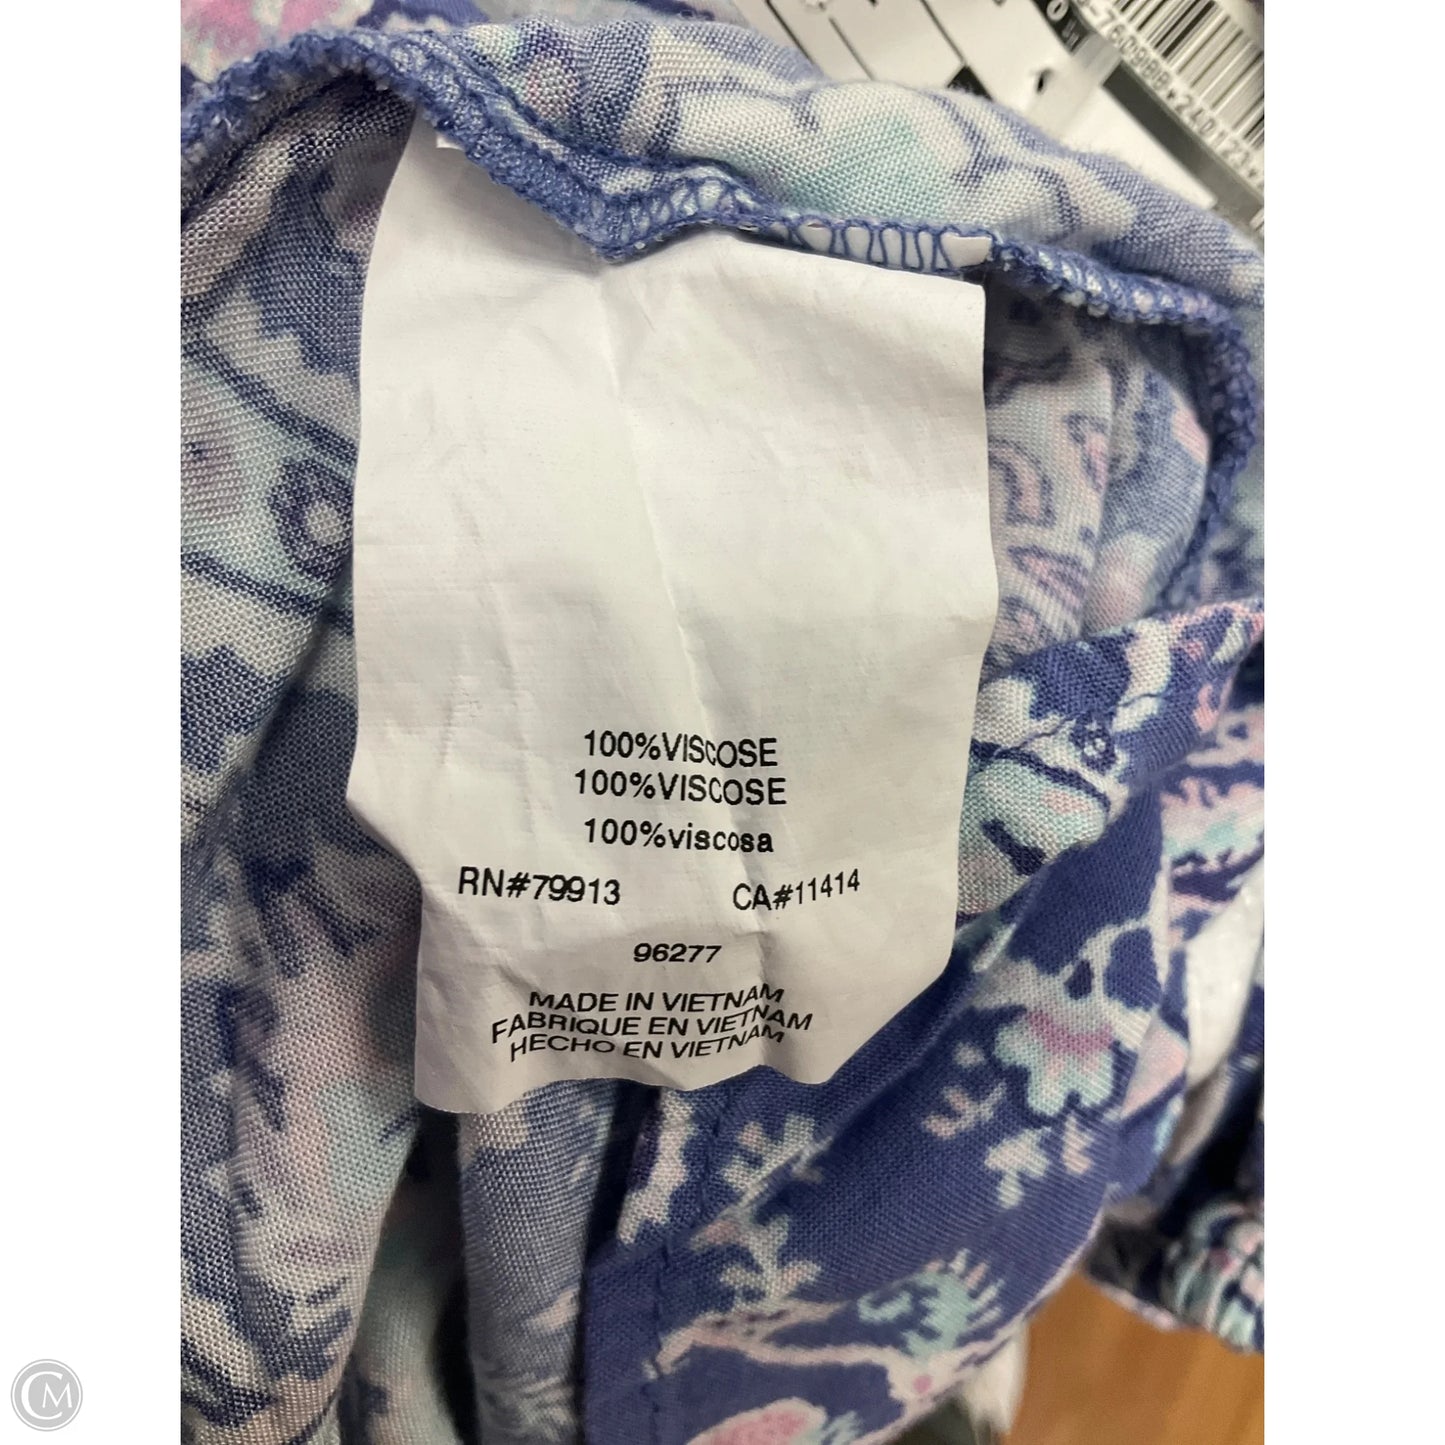 100%VISCOSE
100%VISCOSE
100%viscosa
RN#79913 CA#11414
96277
MADE IN VIETNAM
FABRIQUE EN VIETNAM
HECHO EN VIETNAM
CM